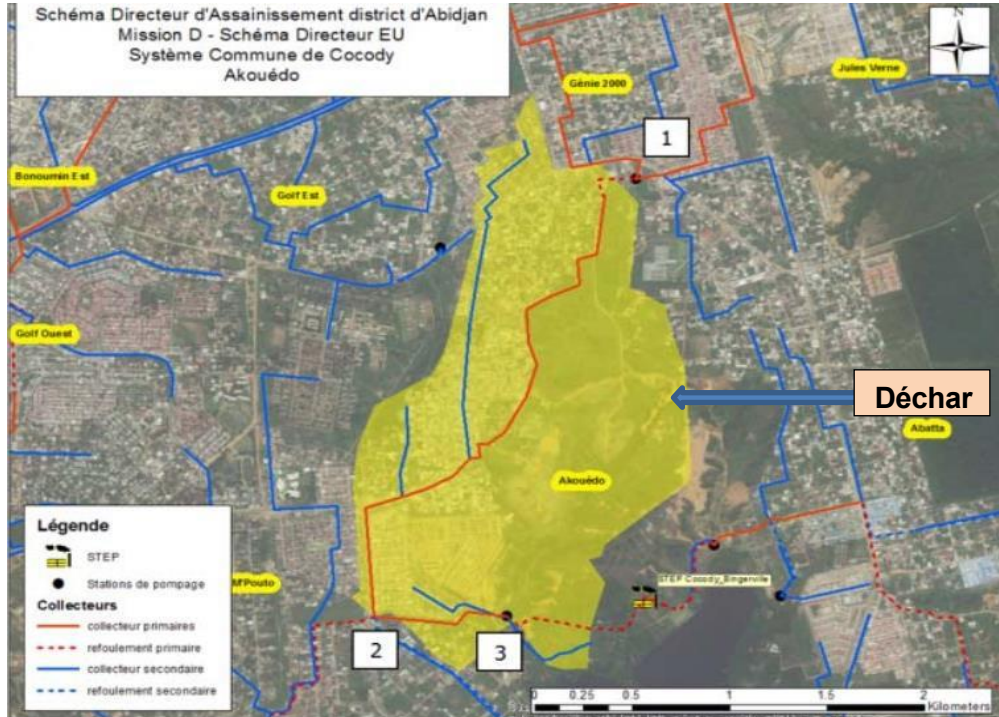 Schéma Directeur d'Assainissement district d'Abidjan
Mission D - Schéma Directeur EU
Système Commune de Cocody
Akouédo
N
Génie 2000
Jules Verne
1
Bonoumin Est
Golf Est
Golf Ouest
Déchar
Abatta
Akouédo
Légende
STEP
Stations de pompage
Collecteurs
collecteur primaires
refoulement primaire
collecteur secondaire
refoulement secondaire
M'Pouto
STEP Cocody_Bingerville
2
3
0 0.25 0.5 1 1.5 2
Kilometers